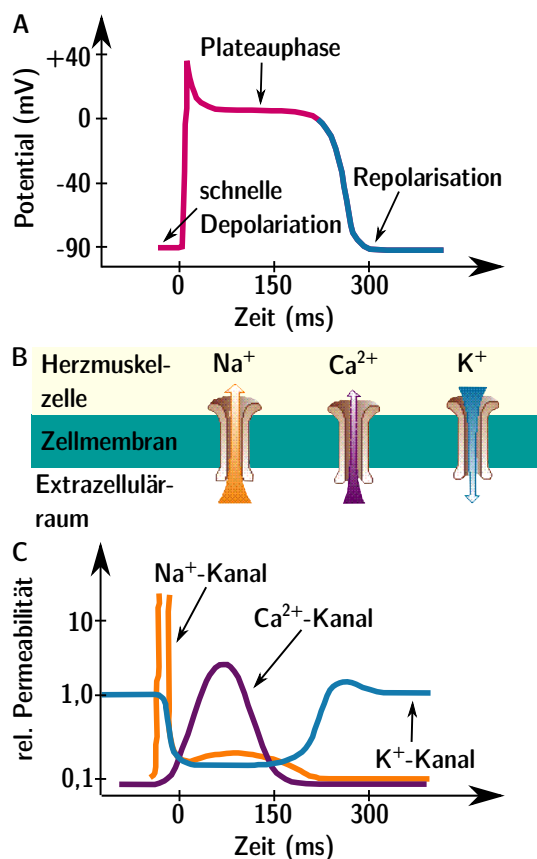 A
Potential (mV)
+40
0
-40
-90
Plateauphase
schnelle
Depolariation
Repolarisation
0
150
300
Zeit (ms)
B
Herzmuskel-
zelle
Na⁺
Ca²⁺
K⁺
Zellmembran
Extrazellulär-
raum
C
rel. Permeabilität
10
1,0
0,1
Na⁺-Kanal
Ca²⁺-Kanal
K⁺-Kanal
0
150
300
Zeit (ms)